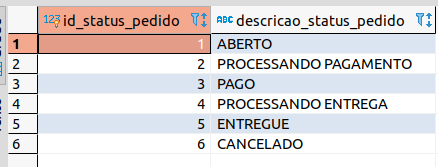 123 id_status_pedido descricao_status_pedido
1 1 ABERTO
2 2 PROCESSANDO PAGAMENTO
3 3 PAGO
4 4 PROCESSANDO ENTREGA
5 5 ENTREGUE
6 6 CANCELADO